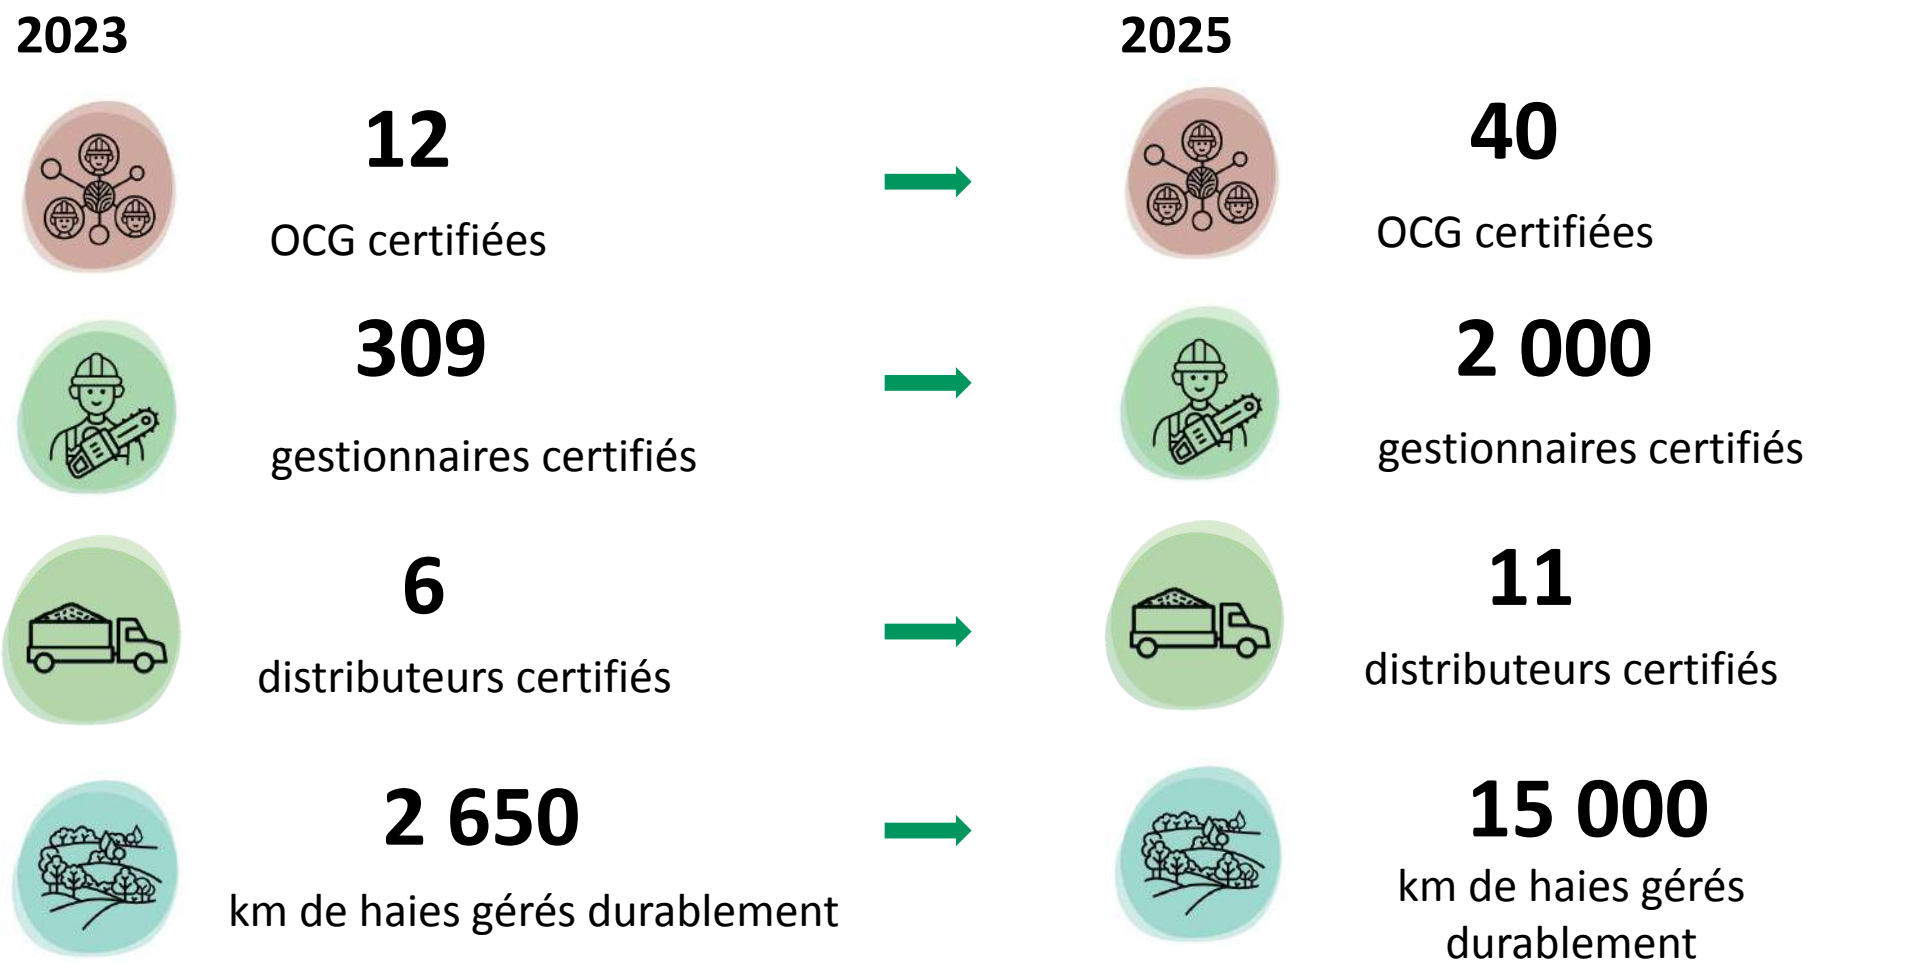 2023
12
OCG certifiées
309
gestionnaires certifiés
6
distributeurs certifiés
2 650
km de haies gérés durablement
2025
40
OCG certifiées
2 000
gestionnaires certifiés
11
distributeurs certifiés
15 000
km de haies gérés
durablement